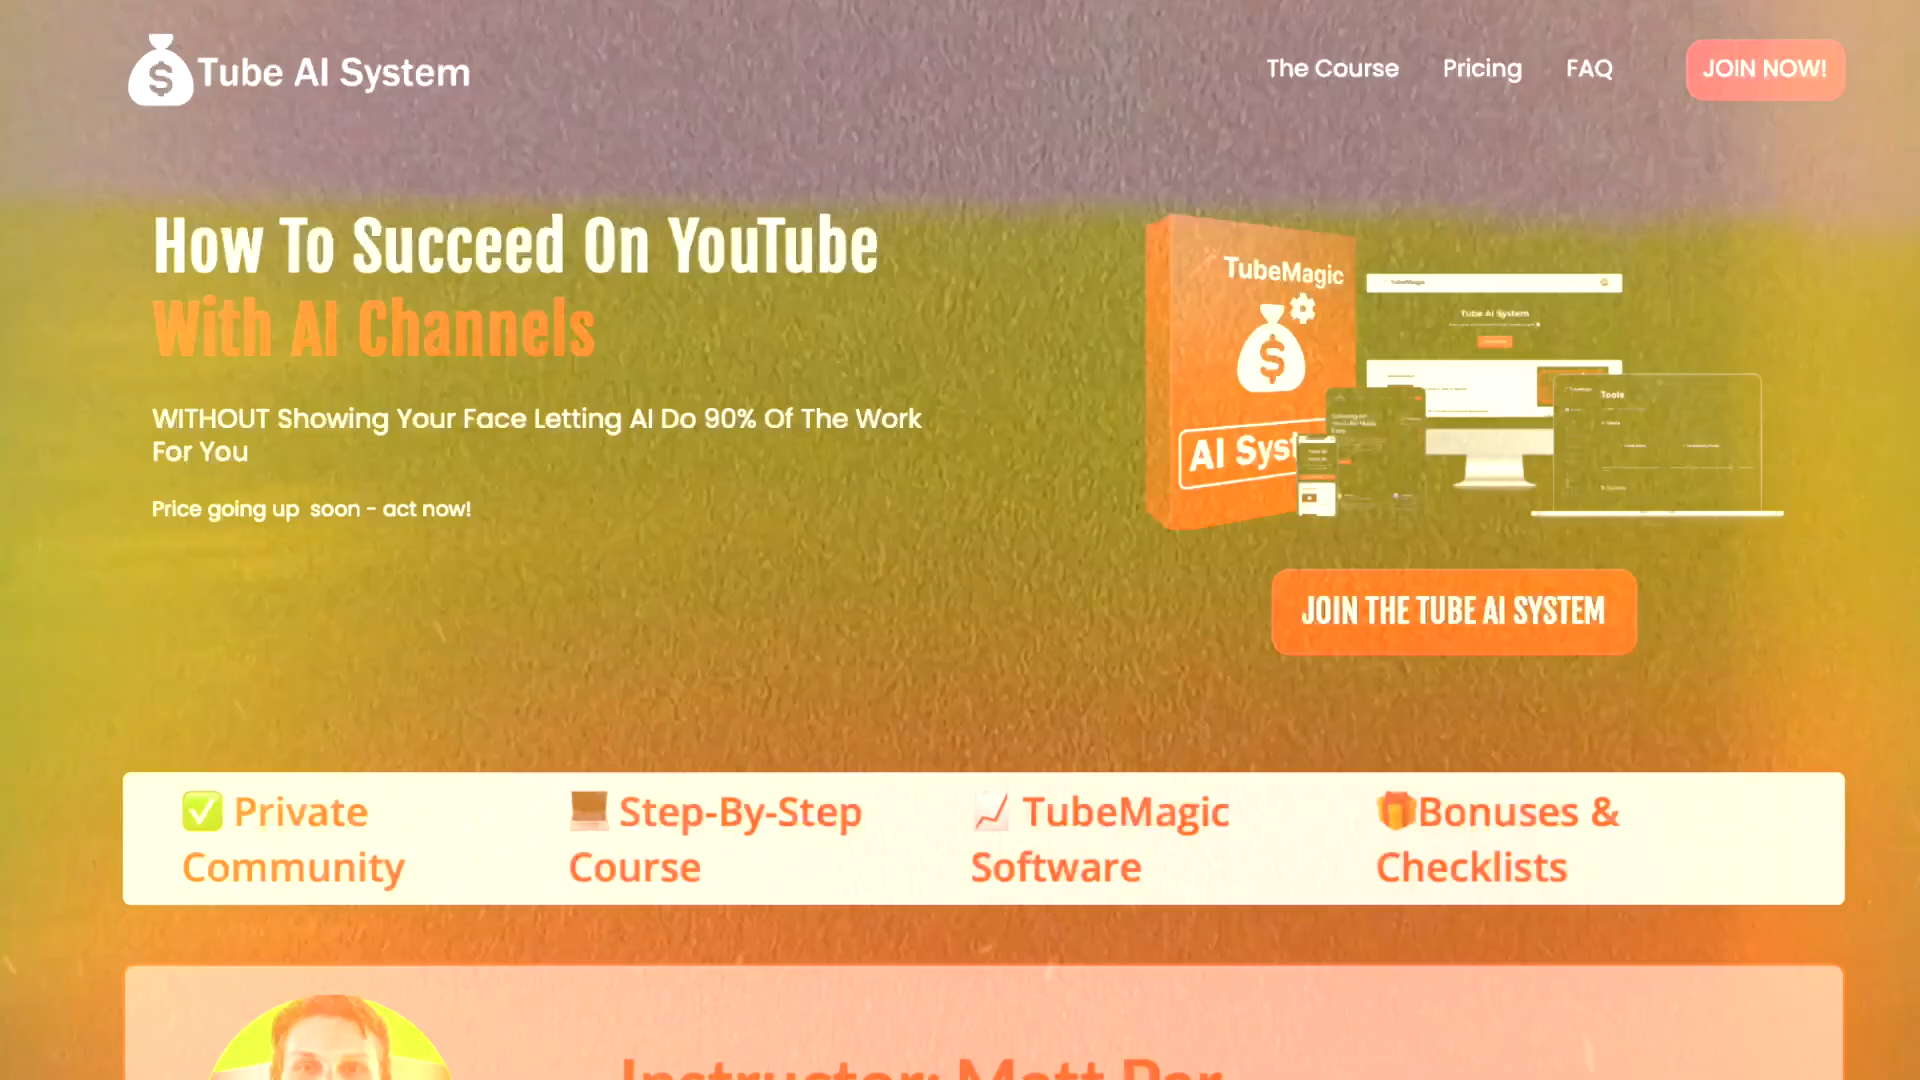 Tube AI System
The Course
Pricing
FAQ
JOIN NOW!
How To Succeed On YouTube
With AI Channels
WITHOUT Showing Your Face Letting AI Do 90% Of The Work
For You
Price going up soon - act now!
TubeMagic
AI Syst
Tube AI System
Tools
JOIN THE TUBE AI SYSTEM
✅ Private
Community
Step-By-Step
Course
TubeMagic
Software
Bonuses &
Checklists
Instructor: Matt Par